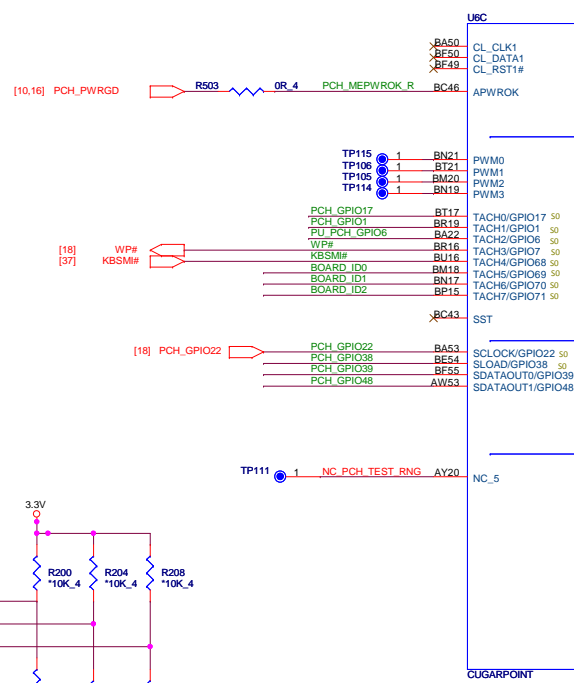 U6C
BA50 CL_CLK1
BF50 CL_DATA1
BF49 CL_RST1#
[10,16] PCH_PWRGD R503 0R_4 PCH_MEPWROK_R BC46 APWROK
TP115 1 BN21 PWM0
TP106 1 BT21 PWM1
TP105 1 BM20 PWM2
TP114 1 BN19 PWM3
PCH_GPIO17 BT17 TACH0/GPIO17 S0
PCH_GPIO1 BR19 TACH1/GPIO1 S0
PU_PCH_GPIO6 BA22 TACH2/GPIO6 S0
[18] WP# WP# BR16 TACH3/GPIO7 S0
[37] KBSMI# KBSMI# BU16 TACH4/GPIO68 S0
BOARD_ID0 BM18 TACH5/GPIO69 S0
BOARD_ID1 BN17 TACH6/GPIO70 S0
BOARD_ID2 BP15 TACH7/GPIO71 S0
BC43 SST
[18] PCH_GPIO22 PCH_GPIO22 BA53 SCLOCK/GPIO22 S0
PCH_GPIO38 BE54 SLOAD/GPIO38 S0
PCH_GPIO39 BF55 SDATAOUT0/GPIO39
PCH_GPIO48 AW53 SDATAOUT1/GPIO48
TP111 1 NC_PCH_TEST_RNG AY20 NC_5
3.3V
R200 R204 R208
*10K_4 *10K_4 *10K_4
CUGARPOINT